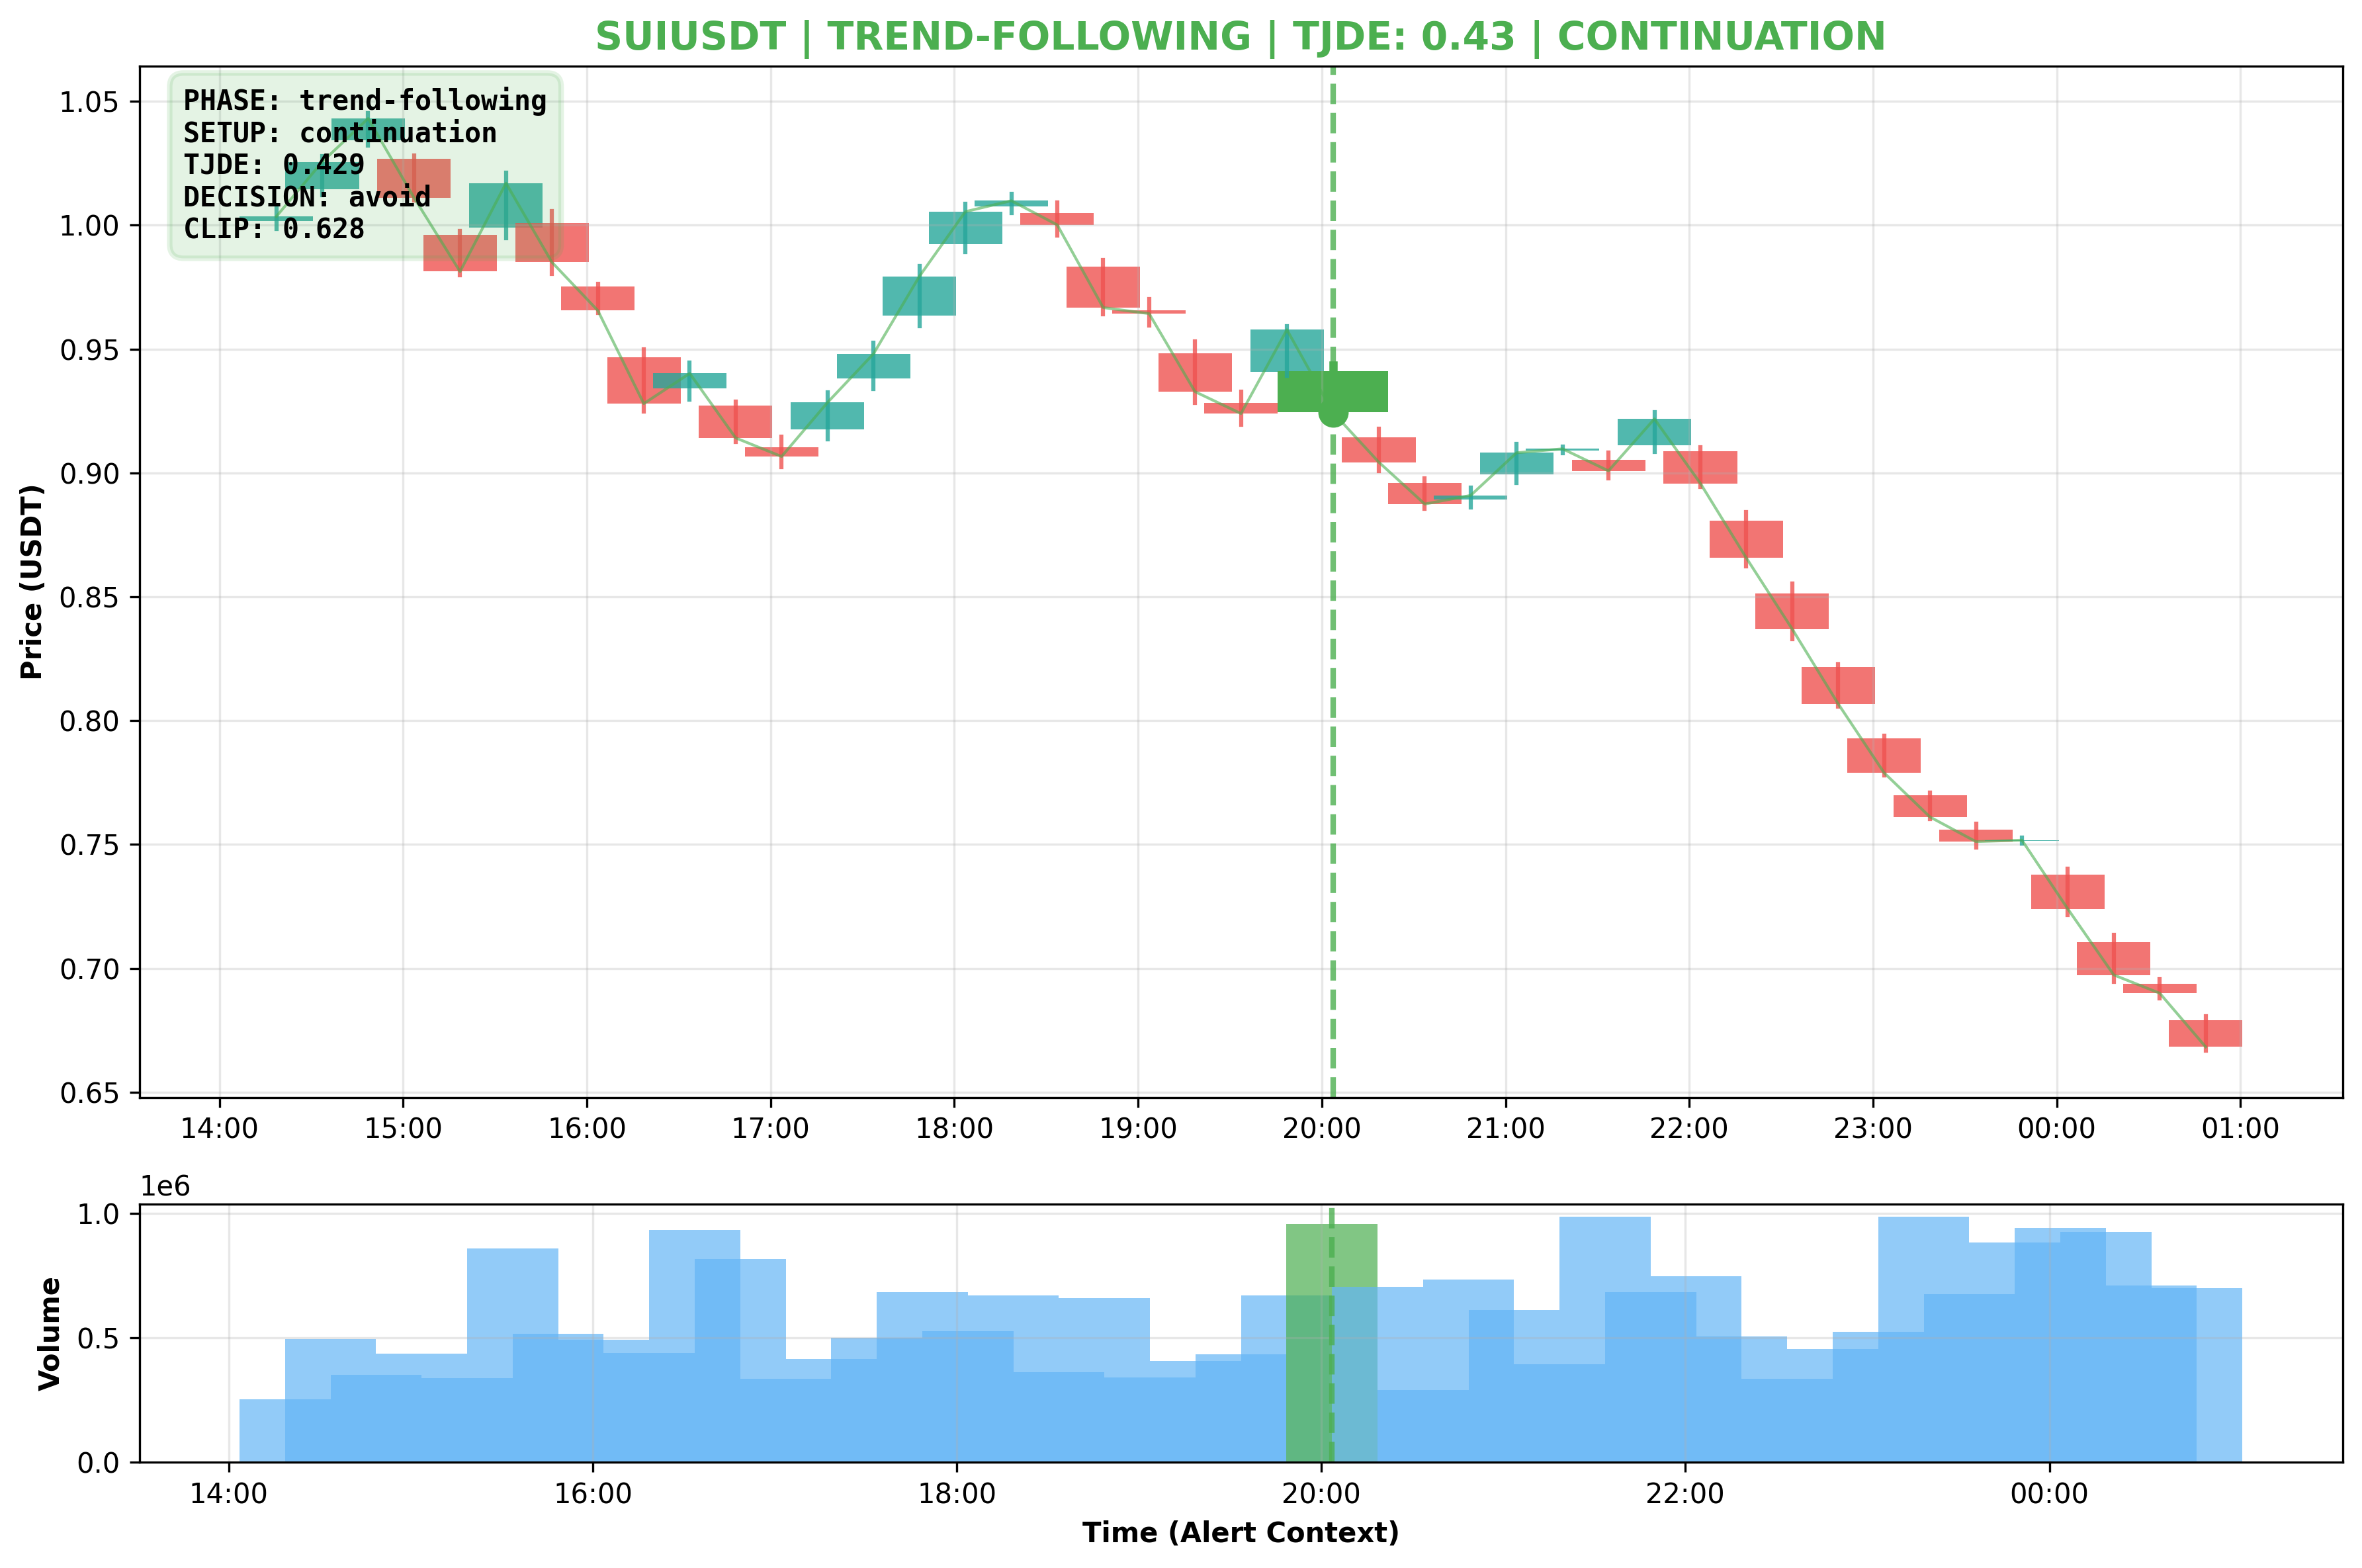 SUIUSDT | TREND-FOLLOWING | TJDE: 0.43 | CONTINUATION
PHASE: trend-following
SETUP: continuation
TJDE: 0.429
DECISION: avoid
CLIP: 0.628
Price (USDT)
1.05
1.00
0.95
0.90
0.85
0.80
0.75
0.70
0.65
14:00 15:00 16:00 17:00 18:00 19:00 20:00 21:00 22:00 23:00 00:00 01:00
1e6
Volume
1.0
0.5
0.0
14:00 16:00 18:00 20:00 22:00 00:00
Time (Alert Context)